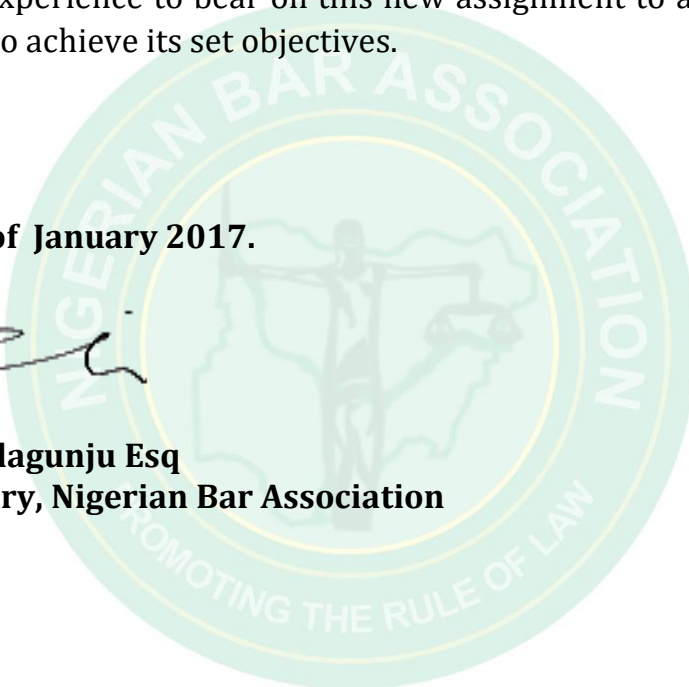 experience to bear on this new assignment to a
o achieve its set objectives.
of January 2017.
lagunju Esq
ry, Nigerian Bar Association
NIGERIAN BAR ASSOCIATION
PROMOTING THE RULE OF LAW